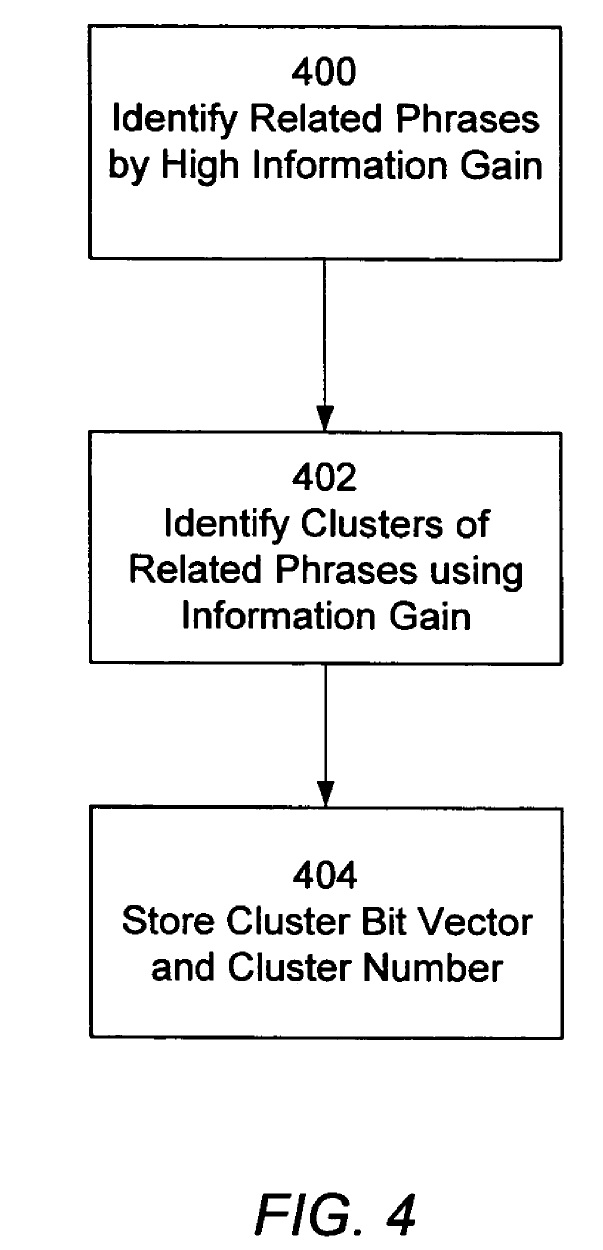 400
Identify Related Phrases
by High Information Gain
402
Identify Clusters of
Related Phrases using
Information Gain
404
Store Cluster Bit Vector
and Cluster Number
FIG. 4